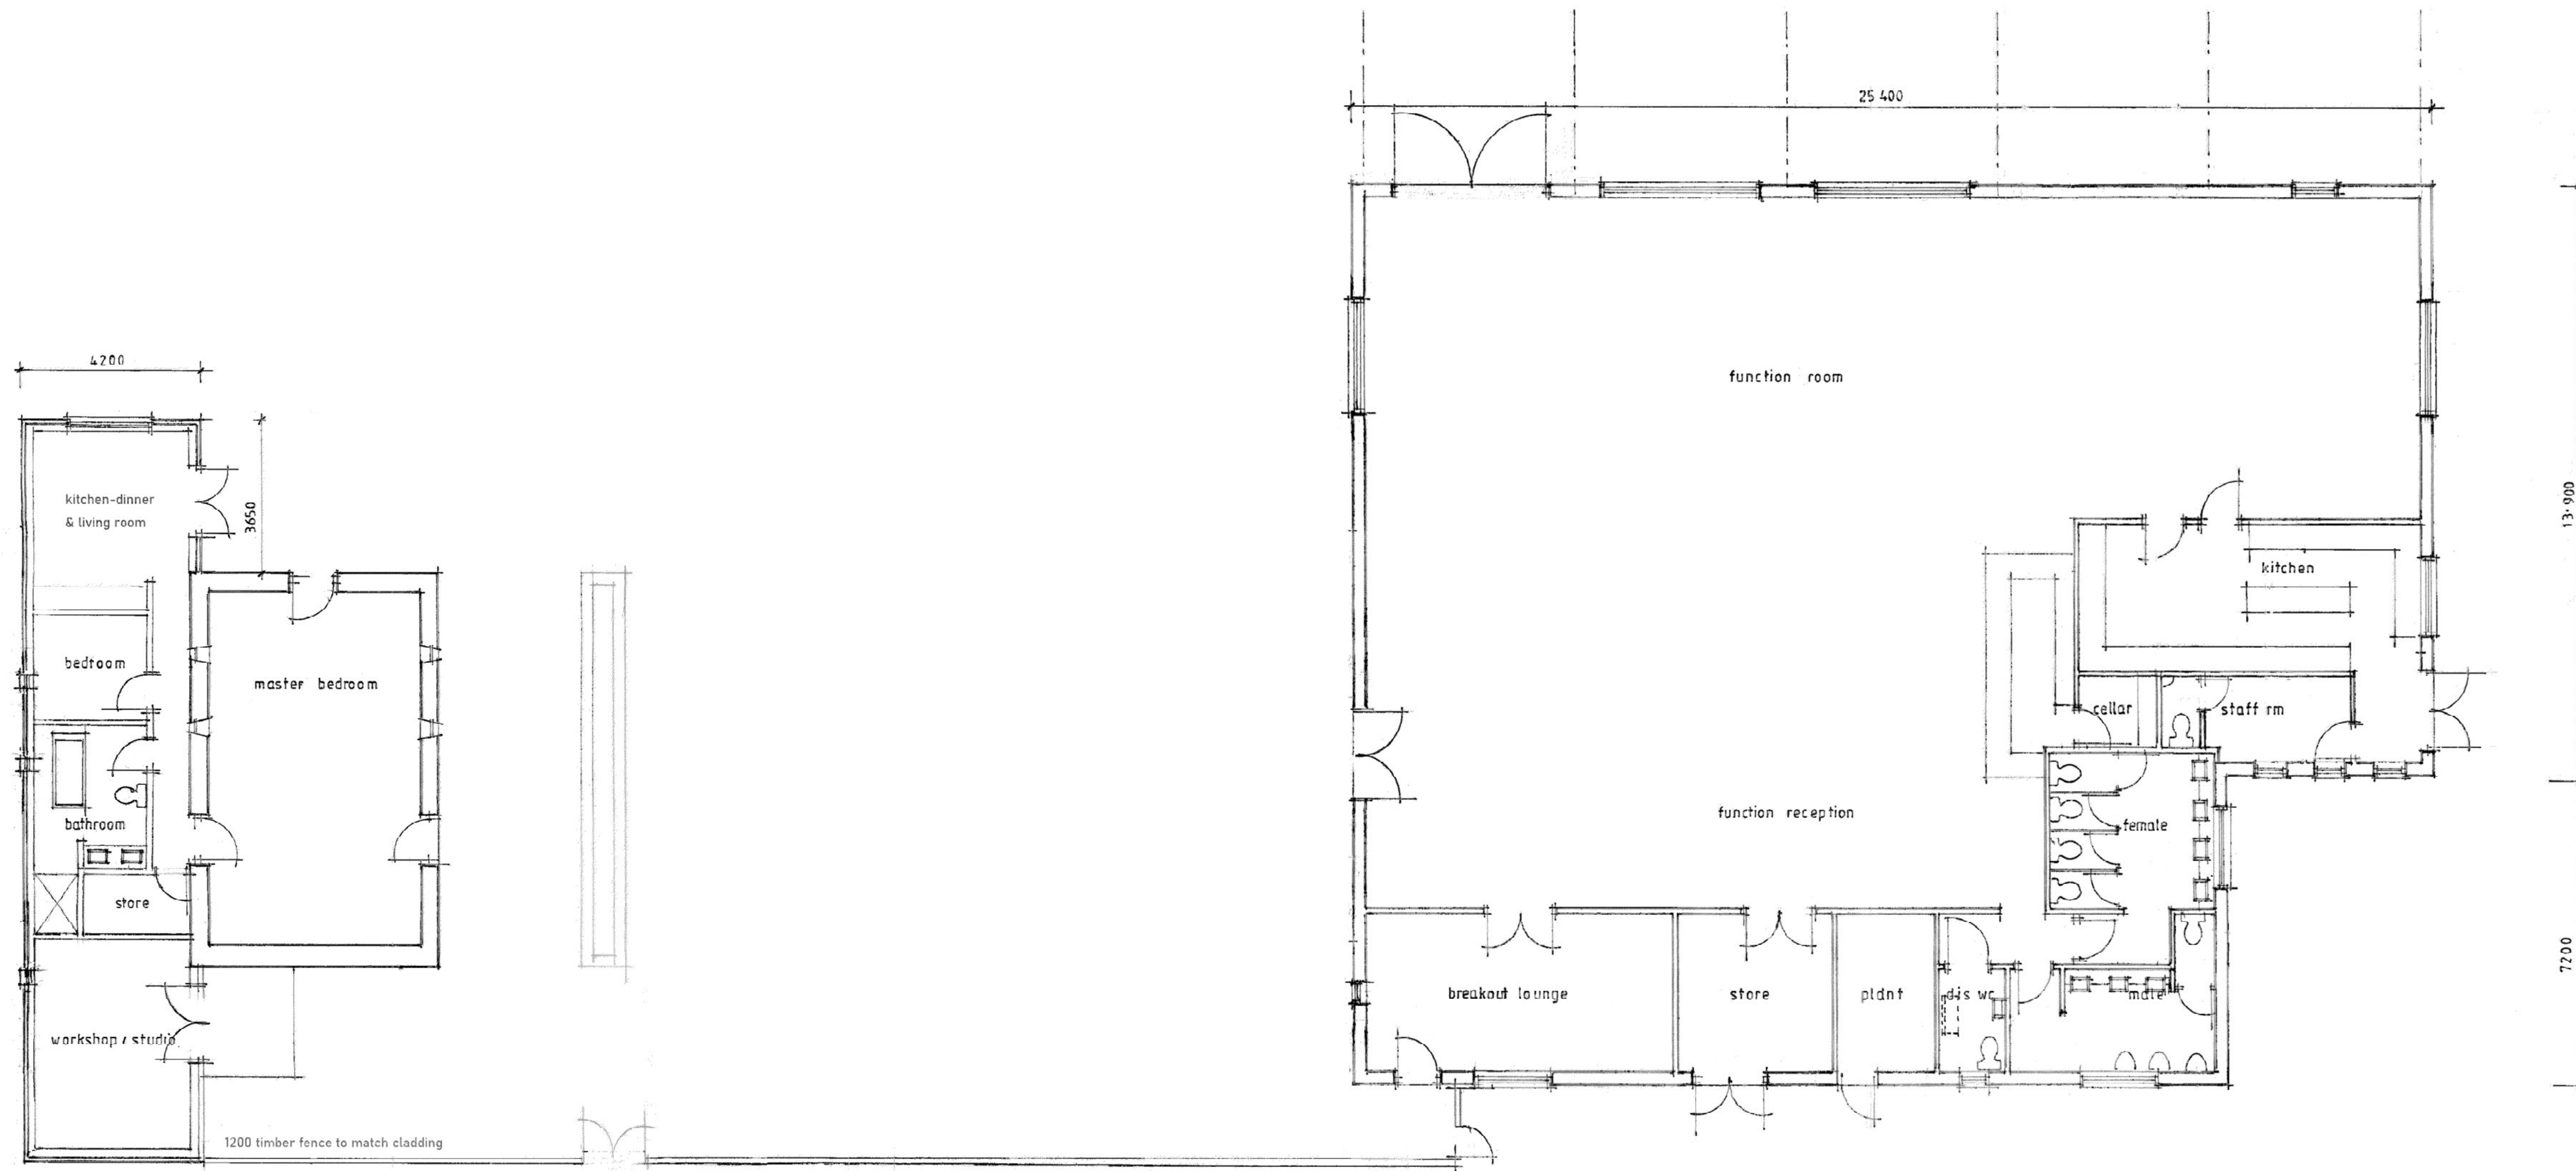 25 400
4200
function room
13·900
kitchen-dinner
& living room
3650
kitchen
bedroom
master bedroom
cellar
staff rm
function reception
bathroom
female
store
breakout lounge
store
plant
dis wc
male
7200
workshop / studio
1200 timber fence to match cladding